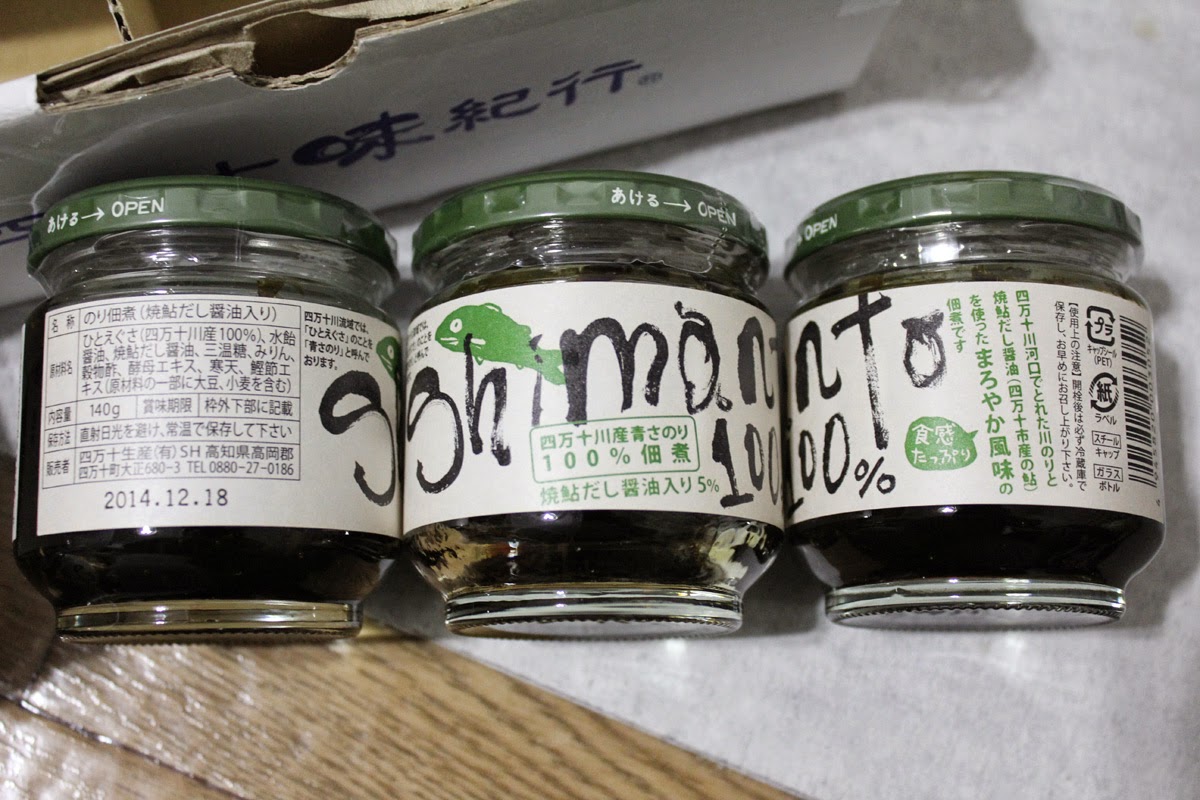 十味紀行
あける→OPEN
名称 のり佃煮(焼鮎だし醤油入り)
原材料名 ひとえぐさ(四万十川産100%)、水飴
醤油、焼鮎だし醤油、三温糖、みりん、
穀物酢、酵母エキス、寒天、鰹節エ
キス(原材料の一部に大豆、小麦を含む)
内容量 140g 賞味期限 枠外下部に記載
保存方法 直射日光を避け、常温で保存して下さい
販売者 四万十生産(有)SH 高知県高岡郡
四万十町大正680-3 TEL 0880-27-0186
2014.12.18
四万十川流域では、
「ひとえぐさ」のことを
「青さのり」と呼んで
おります。
あける→OPEN
shiman
100
四万十川産青さのり
100%佃煮
焼鮎だし醤油入り5%
OPEN
nto
100%
四万十川河口でとれた川のりと
焼鮎だし醤油(四万十市産の鮎)
を使ったまろやか風味の
佃煮です
食感
たっぷり
【使用上の注意】開栓後は必ず冷蔵庫で
保存し、お早めにお召し上がり下さい。
プラ
キャップシール
(PET)
紙
ラベル
スチール
キャップ
ガラス
ボトル